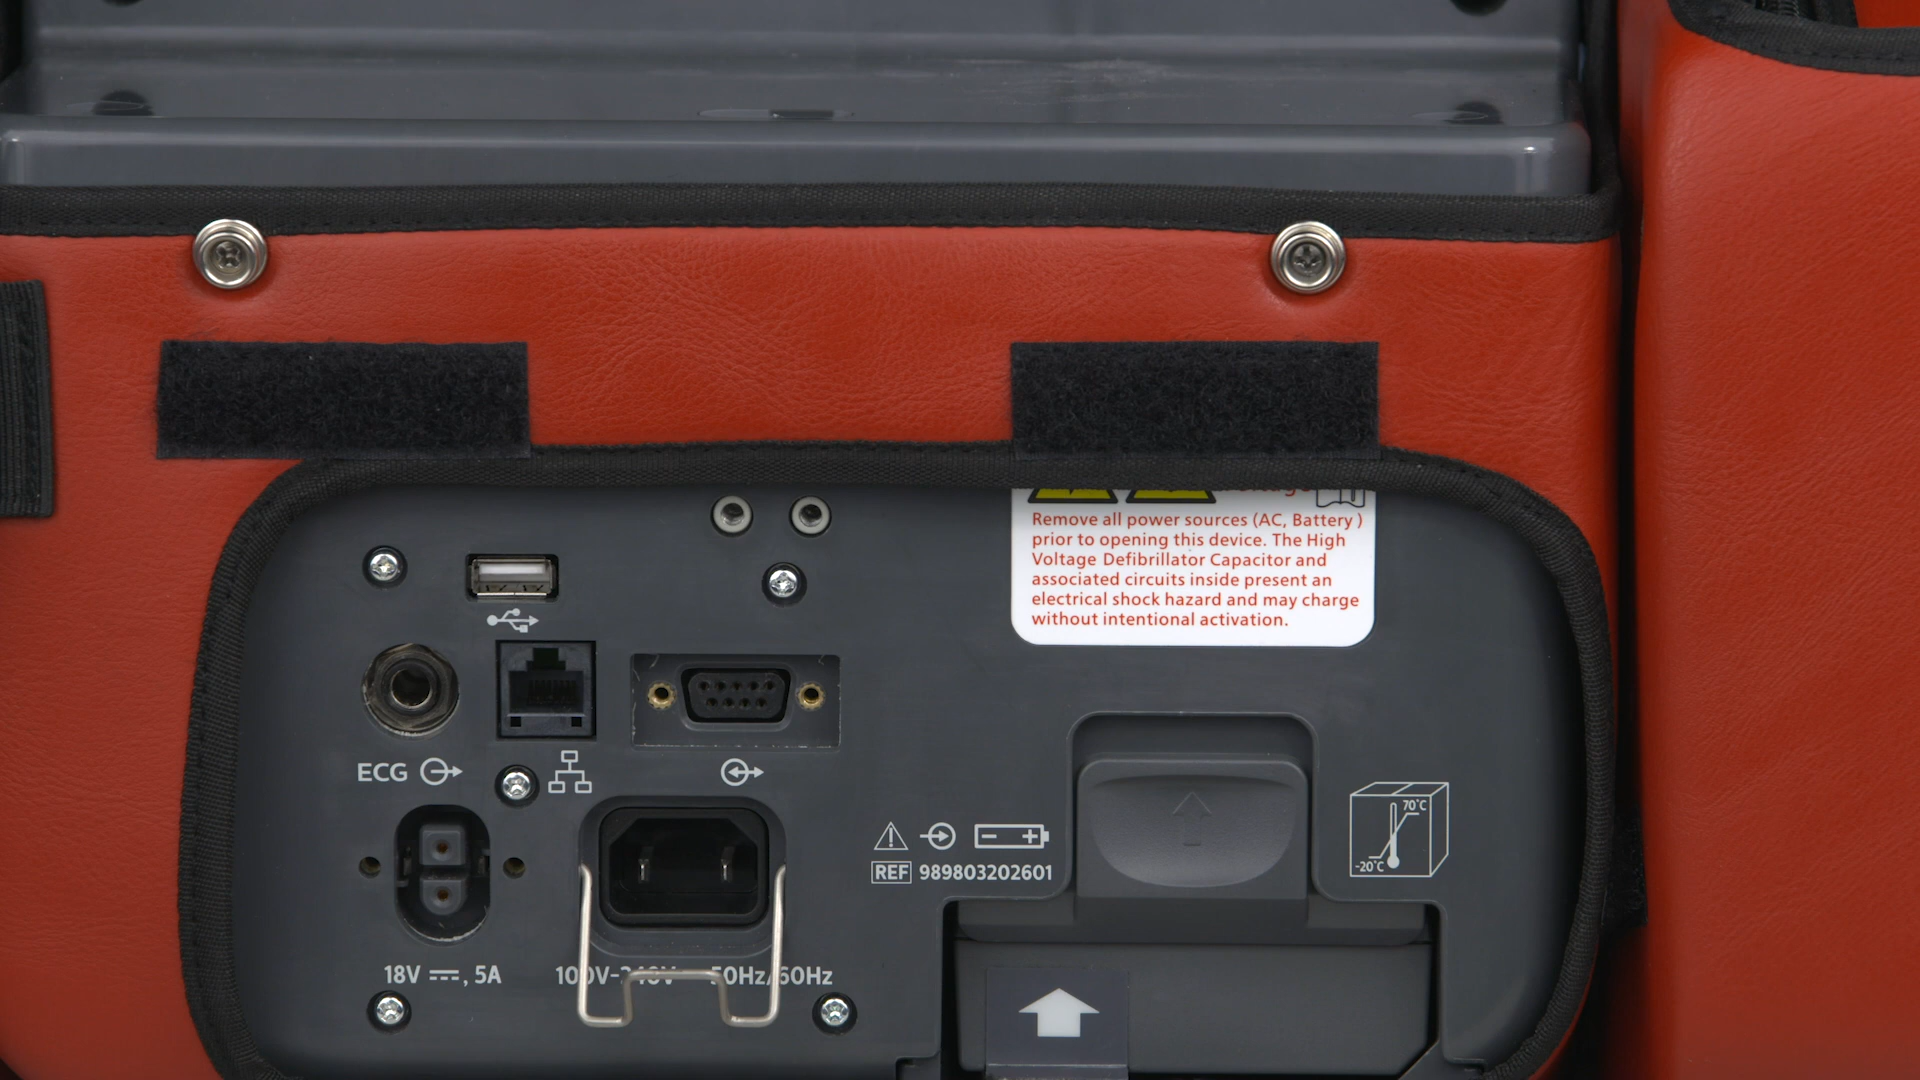 Remove all power sources (AC, Battery )
prior to opening this device. The High
Voltage Defibrillator Capacitor and
associated circuits inside present an
electrical shock hazard and may charge
without intentional activation.
ECG
70°C
-20°C
REF 989803202601
18V ⎓, 5A
100V-240V 50Hz/60Hz